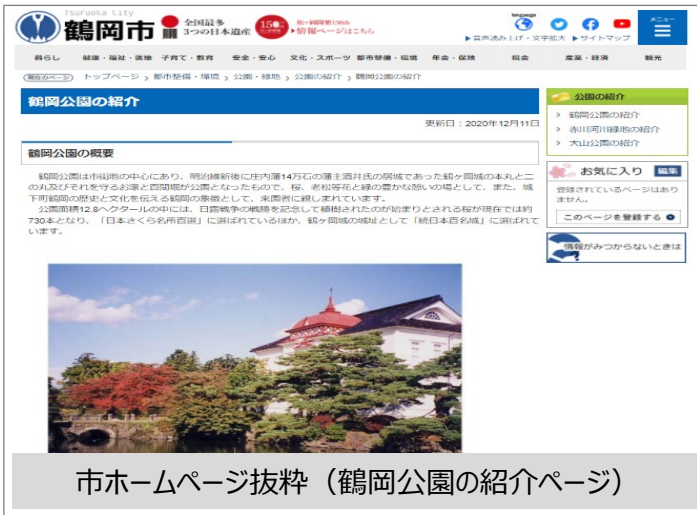 Tsuruoka City
鶴岡市
全国最多
3つの日本遺産
松ヶ岡開墾150th
情報ページはこちら
language
音声読み上げ・文字拡大
サイトマップ
メニュー
暮らし 健康・福祉・医療 子育て・教育 安全・安心 文化・スポーツ 都市整備・環境 年金・保険 税金 産業・経済 観光
現在のページ トップページ > 都市整備・環境 > 公園・緑地 > 公園の紹介 > 鶴岡公園の紹介
鶴岡公園の紹介
更新日：2020年12月11日
鶴岡公園の概要
鶴岡公園は市街地の中心にあり、明治維新後に庄内藩14万石の藩主酒井氏の居城であった鶴ヶ岡城の本丸と二
の丸及びそれを守るお濠と百間堀が公園となったもので、桜、老松等花と緑の豊かな憩いの場として、また、城
下町鶴岡の歴史と文化を伝える鶴岡の象徴として、来園者に親しまれています。
公園面積12.8ヘクタールの中には、日露戦争の戦勝を記念して植樹されたのが始まりとされる桜が現在では約
730本となり、「日本さくら名所百選」に選ばれているほか、鶴ヶ岡城の城址として「続日本百名城」に選ばれて
います。
公園の紹介
> 鶴岡公園の紹介
> 赤川河川緑地の紹介
> 大山公園の紹介
お気に入り 編集
登録されているページはあり
ません。
このページを登録する
情報がみつからないときは
市ホームページ抜粋（鶴岡公園の紹介ページ）